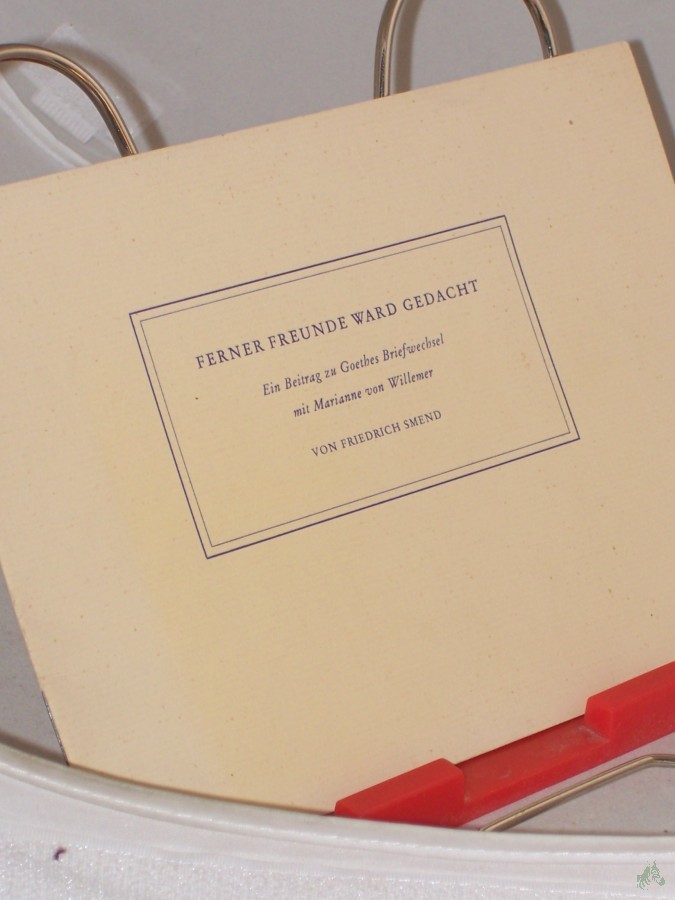 FERNER FREUNDE WARD GEDACHT
Ein Beitrag zu Goethes Briefwechsel
mit Marianne von Willemer
VON FRIEDRICH SMEND